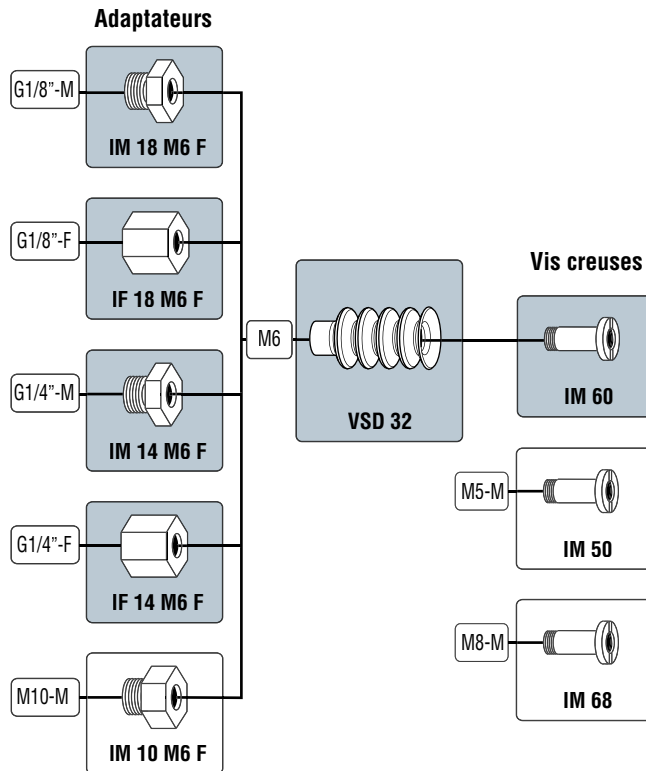 Adaptateurs
G1/8”-M
IM 18 M6 F
G1/8”-F
IF 18 M6 F
G1/4”-M
IM 14 M6 F
G1/4”-F
IF 14 M6 F
M10-M
IM 10 M6 F
M6
VSD 32
Vis creuses
IM 60
M5-M
IM 50
M8-M
IM 68